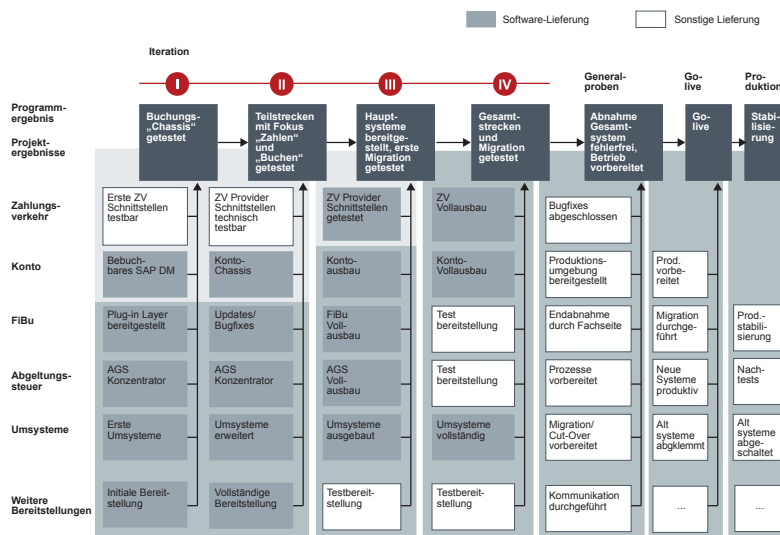 Software-Lieferung
Sonstige Lieferung
Iteration
I
II
III
IV
General-
proben
Go-
live
Pro-
duktion
Programm-
ergebnis
Projekt-
ergebnisse
Buchungs-
„Chassis“
getestet
Teilstrecken
mit Fokus
„Zahlen“
und
„Buchen“
getestet
Haupt-
systeme
bereitge-
stellt, erste
Migration
getestet
Gesamt-
strecken
und
Migration
getestet
Abnahme
Gesamt-
system
fehlerfrei,
Betrieb
vorbereitet
Go-
live
Stabi-
lisie-
rung
Zahlungs-
verkehr
Erste ZV
Schnittstellen
testbar
ZV Provider
Schnittstellen
technisch
testbar
ZV Provider
Schnittstellen
getestet
ZV
Vollausbau
Bugfixes
abgeschlossen
Konto
Bebuch-
bares SAP DM
Konto-
Chassis
Konto-
ausbau
Konto-
Vollausbau
Produktions-
umgebung
bereitgestellt
Prod.
vorbe-
reitet
FiBu
Plug-in Layer
bereitgestellt
Updates/
Bugfixes
FiBu
Voll-
ausbau
Test
bereitstellung
Endabnahme
durch Fachseite
Migration
durchge-
führt
Prod.-
stabili-
sierung
Abgeltungs-
steuer
AGS
Konzentrator
AGS
Konzentrator
AGS
Voll-
ausbau
Test
bereitstellung
Prozesse
vorbereitet
Neue
Systeme
produktiv
Nach-
tests
Umsysteme
Erste
Umsysteme
Umsysteme
erweitert
Umsysteme
ausgebaut
Umsysteme
vollständig
Migration/
Cut-Over
vorbereitet
Alt
systeme
abgklemmt
Alt
systeme
abge-
schaltet
Weitere
Bereitstellungen
Initiale Bereit-
stellung
Vollständige
Bereitstellung
Testbereit-
stellung
Testbereit-
stellung
Kommunikation
durchgeführt
...
...